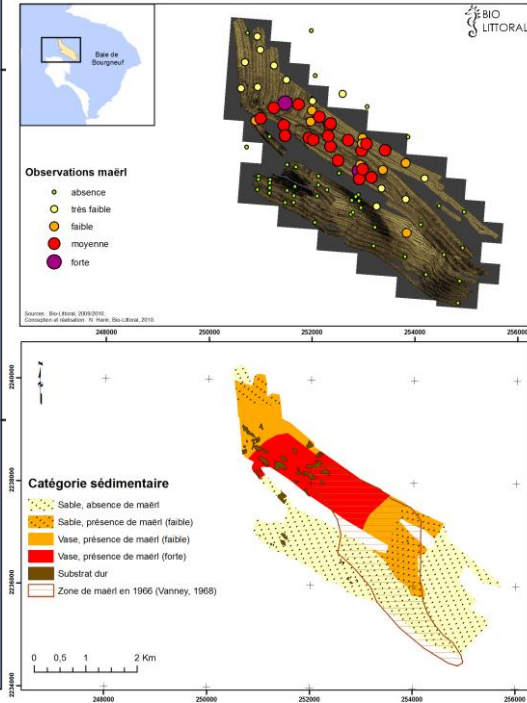 BIO
LITTORAL
Baie de
Bourgneuf
Observations maërl
absence
très faible
faible
moyenne
forte
Sources : Bio-Littoral, 2009/2010.
Conception et réalisation : N. Harin, Bio-Littoral, 2010.
248000
250000
252000
254000
256000
2240000
2238000
2236000
2234000
Catégorie sédimentaire
Sable, absence de maërl
Sable, présence de maërl (faible)
Vase, présence de maërl (faible)
Vase, présence de maërl (forte)
Substrat dur
Zone de maërl en 1966 (Vanney, 1968)
0 0,5 1 2 Km
248000
250000
252000
254000
256000